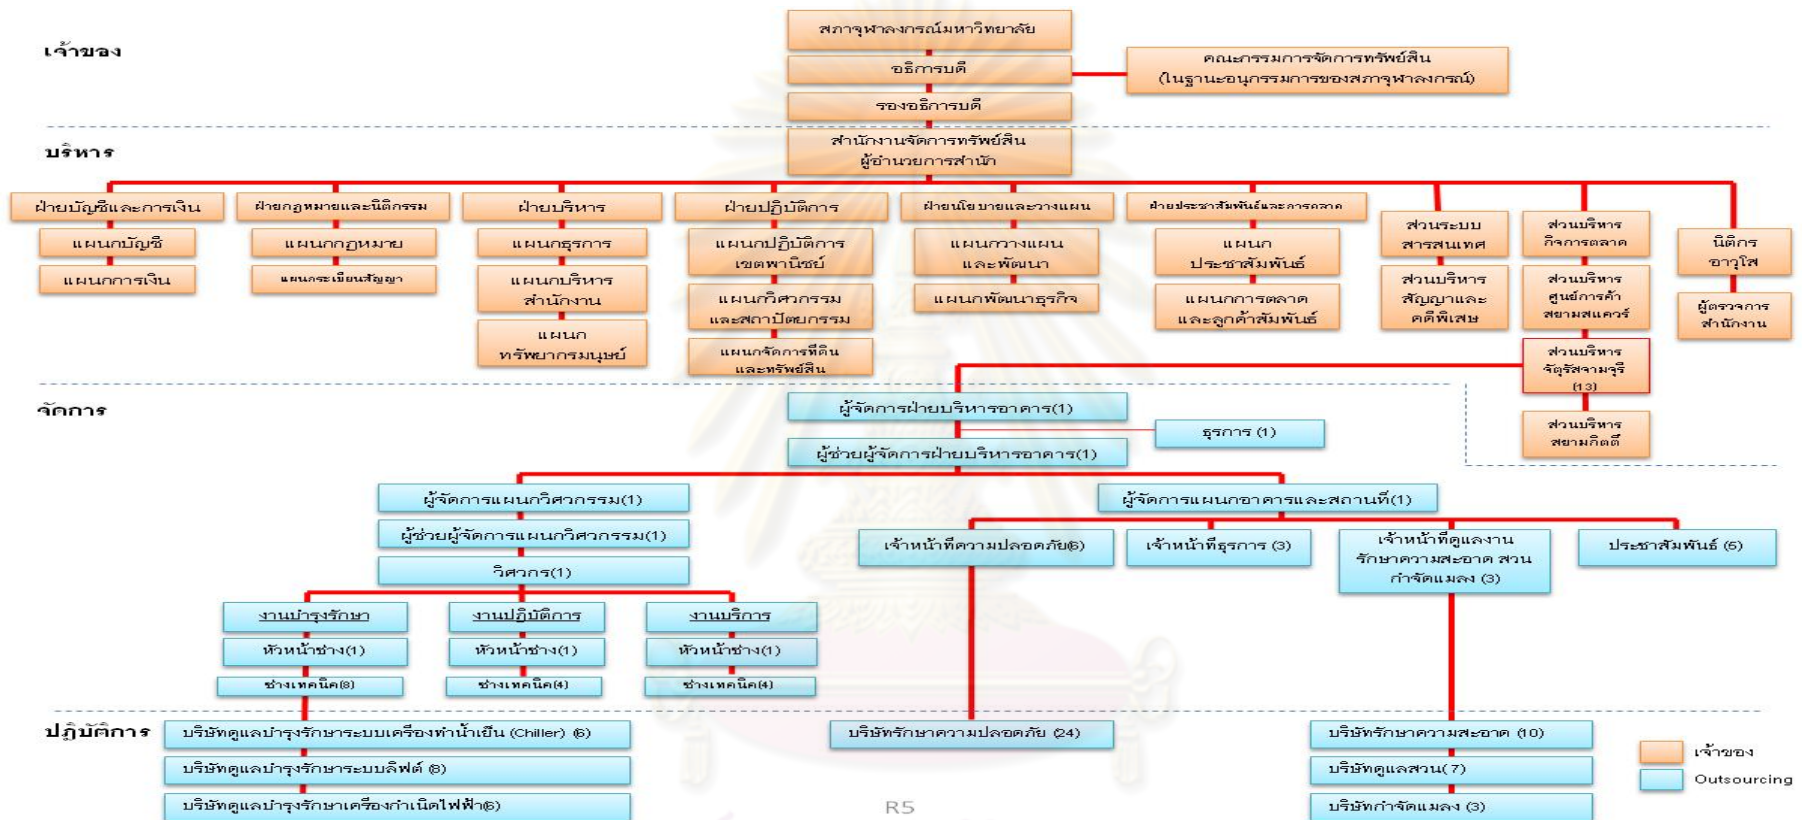 เจ้าของ
สภาจุฬาลงกรณ์มหาวิทยาลัย
อธิการบดี
คณะกรรมการจัดการทรัพย์สิน
(ในฐานะอนุกรรมการของสภาจุฬาลงกรณ์)
รองอธิการบดี
บริหาร
สำนักงานจัดการทรัพย์สิน
ผู้อำนวยการสำนัก
ฝ่ายบัญชีและการเงิน
แผนกบัญชี
แผนกการเงิน
ฝ่ายกฎหมายและนิติกรรม
แผนกกฎหมาย
แผนกระเบียนสัญญา
ฝ่ายบริหาร
แผนกธุรการ
แผนกบริหาร
สำนักงาน
แผนก
ทรัพยากรมนุษย์
ฝ่ายปฏิบัติการ
แผนกปฏิบัติการ
เขตพานิชย์
แผนกวิศวกรรม
และสถาปัตยกรรม
แผนกจัดการที่ดิน
และทรัพย์สิน
ฝ่ายนโยบายและวางแผน
แผนกวางแผน
และพัฒนา
แผนกพัฒนาธุรกิจ
ฝ่ายประชาสัมพันธ์และการตลาด
แผนก
ประชาสัมพันธ์
แผนกการตลาด
และลูกค้าสัมพันธ์
ส่วนระบบ
สารสนเทศ
ส่วนบริหาร
สัญญาและ
คดีพิเศษ
ส่วนบริหาร
กิจการตลาด
ส่วนบริหาร
ศูนย์การค้า
สยามสแควร์
ส่วนบริหาร
จัตุรัสจามจุรี
(13)
ส่วนบริหาร
สยามกิตติ์
นิติกร
อาวุโส
ผู้ตรวจการ
สำนักงาน
จัดการ
ผู้จัดการฝ่ายบริหารอาคาร(1)
ธุรการ (1)
ผู้ช่วยผู้จัดการฝ่ายบริหารอาคาร(1)
ผู้จัดการแผนกวิศวกรรม(1)
ผู้ช่วยผู้จัดการแผนกวิศวกรรม(1)
วิศวกร(1)
งานบำรุงรักษา
หัวหน้าช่าง(1)
ช่างเทคนิค(8)
งานปฏิบัติการ
หัวหน้าช่าง(1)
ช่างเทคนิค(4)
งานบริการ
หัวหน้าช่าง(1)
ช่างเทคนิค(4)
ผู้จัดการแผนกอาคารและสถานที่(1)
เจ้าหน้าที่ความปลอดภัย(6)
เจ้าหน้าที่ธุรการ (3)
เจ้าหน้าที่ดูแลงาน
รักษาความสะอาด สวน
กำจัดแมลง (3)
ประชาสัมพันธ์ (5)
ปฏิบัติการ
บริษัทดูแลบำรุงรักษาระบบเครื่องทำน้ำเย็น (Chiller) (6)
บริษัทดูแลบำรุงรักษาระบบลิฟต์ (8)
บริษัทดูแลบำรุงรักษาเครื่องกำเนิดไฟฟ้า(6)
บริษัทรักษาความปลอดภัย (24)
บริษัทรักษาความสะอาด (10)
บริษัทดูแลสวน( 7)
บริษัทกำจัดแมลง (3)
เจ้าของ
Outsourcing
R5